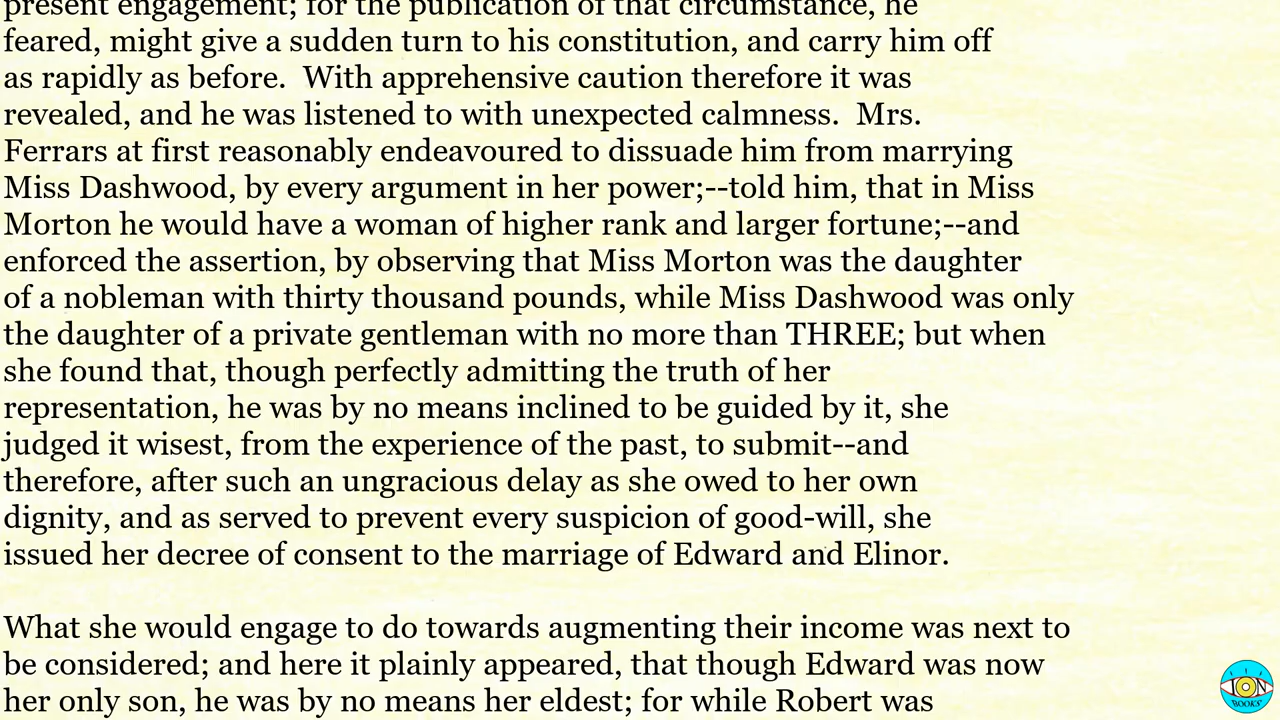 present engagement; for the publication of that circumstance, he
feared, might give a sudden turn to his constitution, and carry him off
as rapidly as before.  With apprehensive caution therefore it was
revealed, and he was listened to with unexpected calmness.  Mrs.
Ferrars at first reasonably endeavoured to dissuade him from marrying
Miss Dashwood, by every argument in her power;--told him, that in Miss
Morton he would have a woman of higher rank and larger fortune;--and
enforced the assertion, by observing that Miss Morton was the daughter
of a nobleman with thirty thousand pounds, while Miss Dashwood was only
the daughter of a private gentleman with no more than THREE; but when
she found that, though perfectly admitting the truth of her
representation, he was by no means inclined to be guided by it, she
judged it wisest, from the experience of the past, to submit--and
therefore, after such an ungracious delay as she owed to her own
dignity, and as served to prevent every suspicion of good-will, she
issued her decree of consent to the marriage of Edward and Elinor.

What she would engage to do towards augmenting their income was next to
be considered; and here it plainly appeared, that though Edward was now
her only son, he was by no means her eldest; for while Robert was
ION
BOOKS